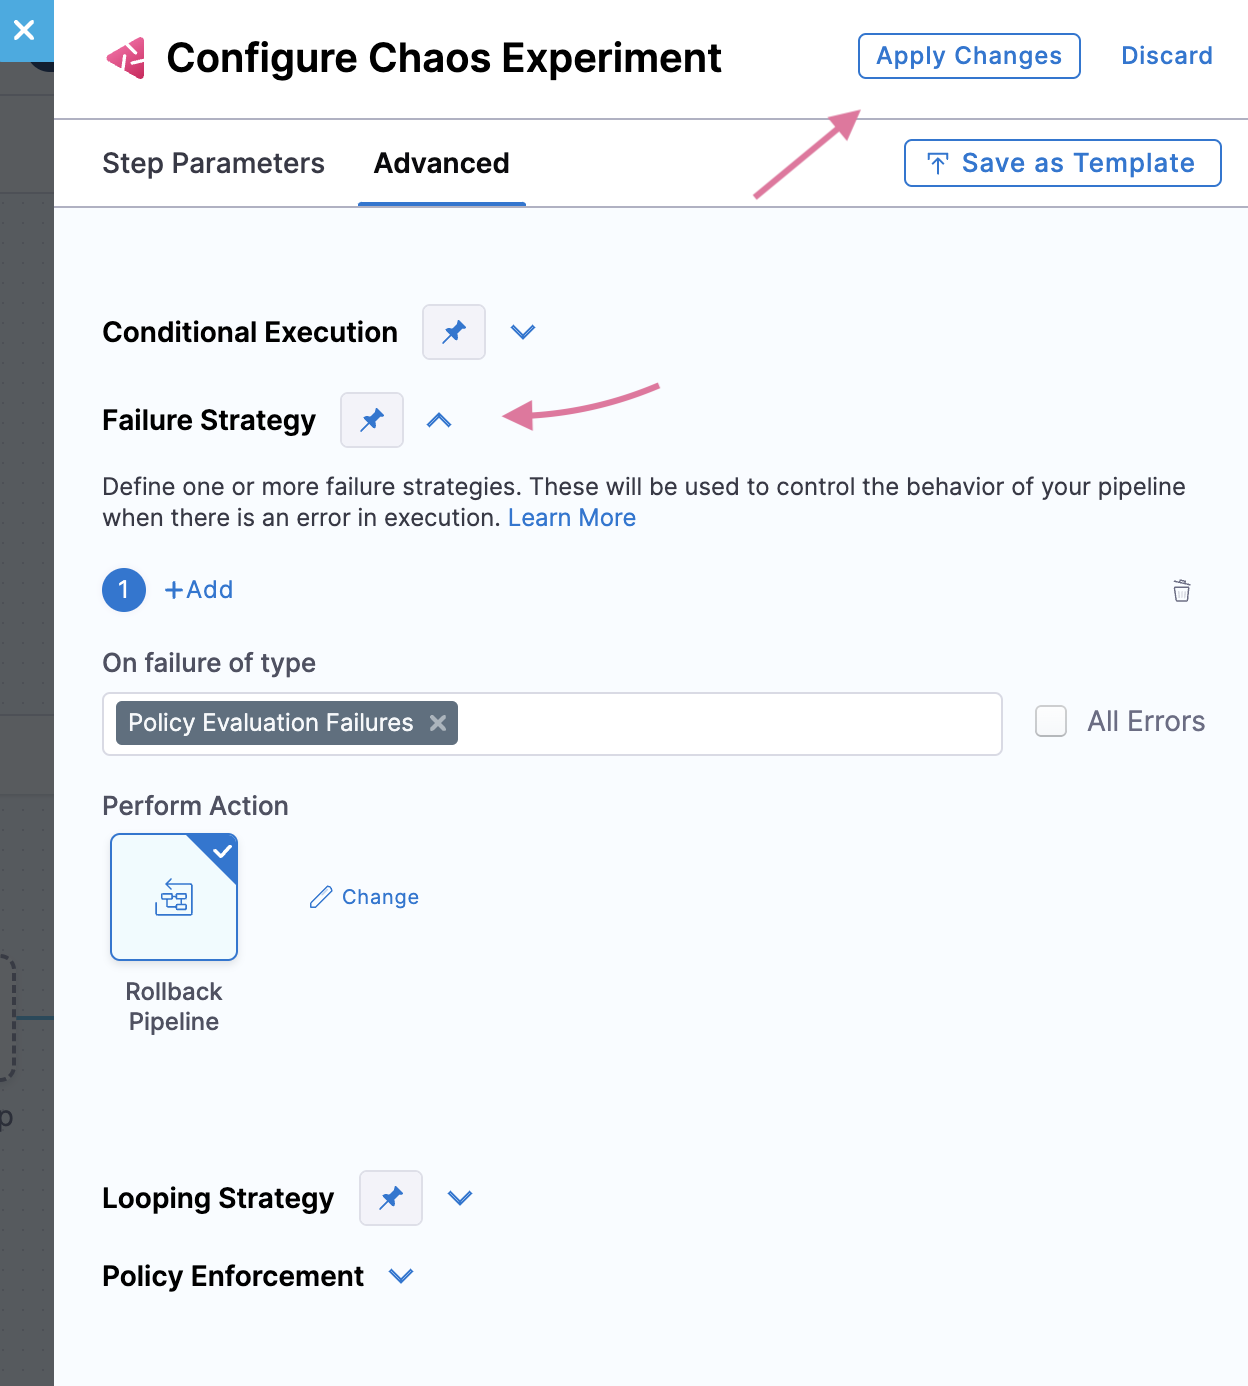 Configure Chaos Experiment
Apply Changes
Discard
Step Parameters
Advanced
Save as Template
Conditional Execution
Failure Strategy
Define one or more failure strategies. These will be used to control the behavior of your pipeline
when there is an error in execution. Learn More
1
+Add
On failure of type
Policy Evaluation Failures
All Errors
Perform Action
Change
Rollback
Pipeline
p
Looping Strategy
Policy Enforcement